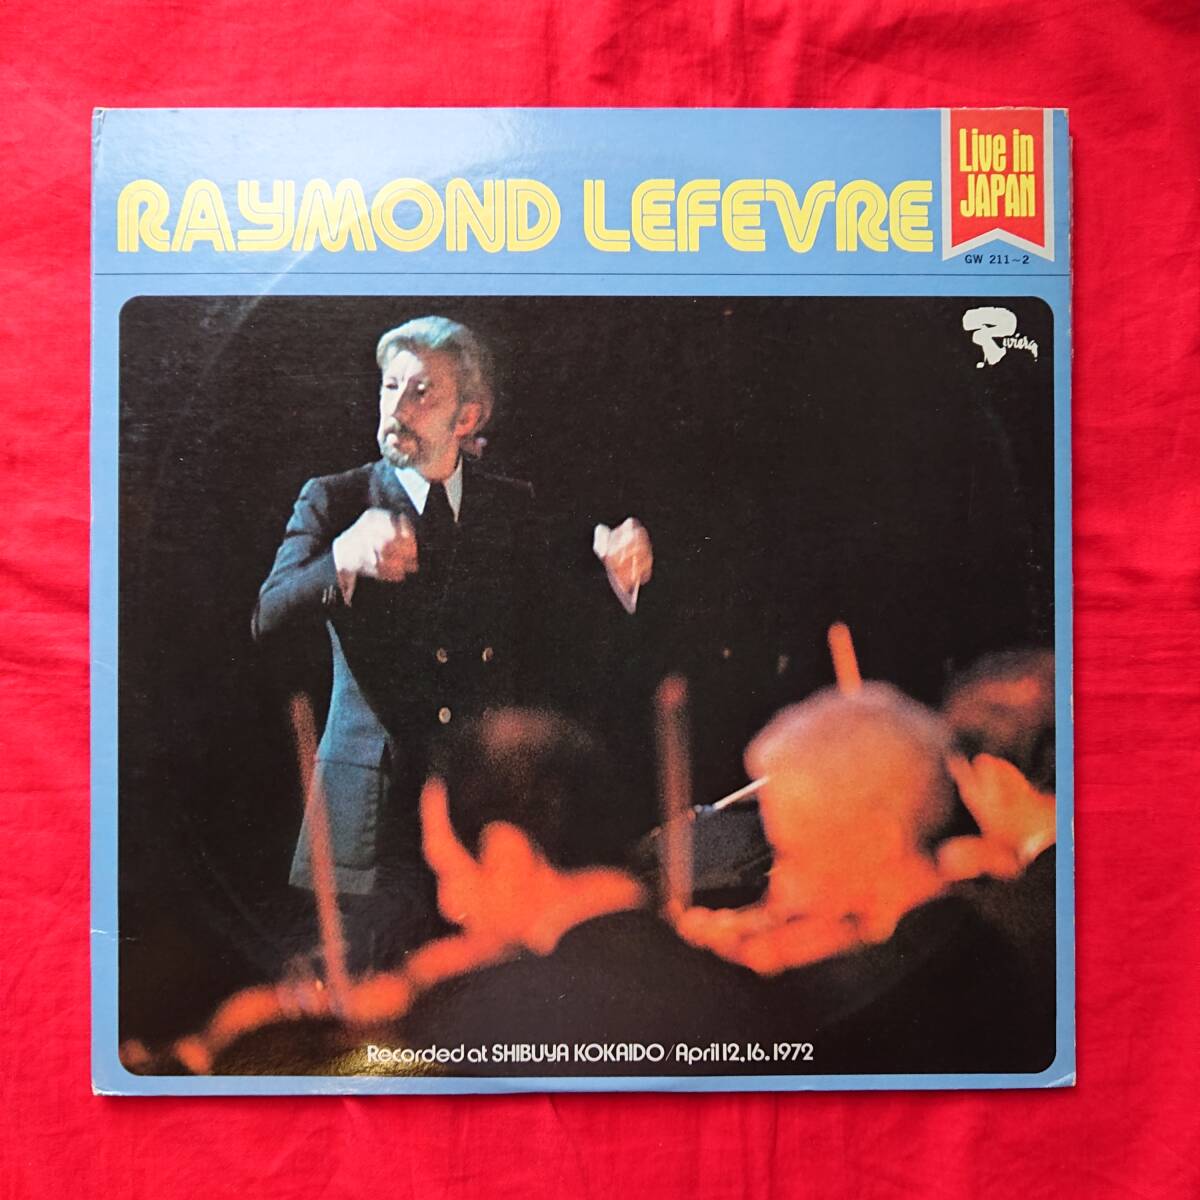 RAYMOND LEFEVRE
Live in
JAPAN
GW 211~2
Riviera
Recorded at SHIBUYA KOKAIDO/April 12, 16. 1972